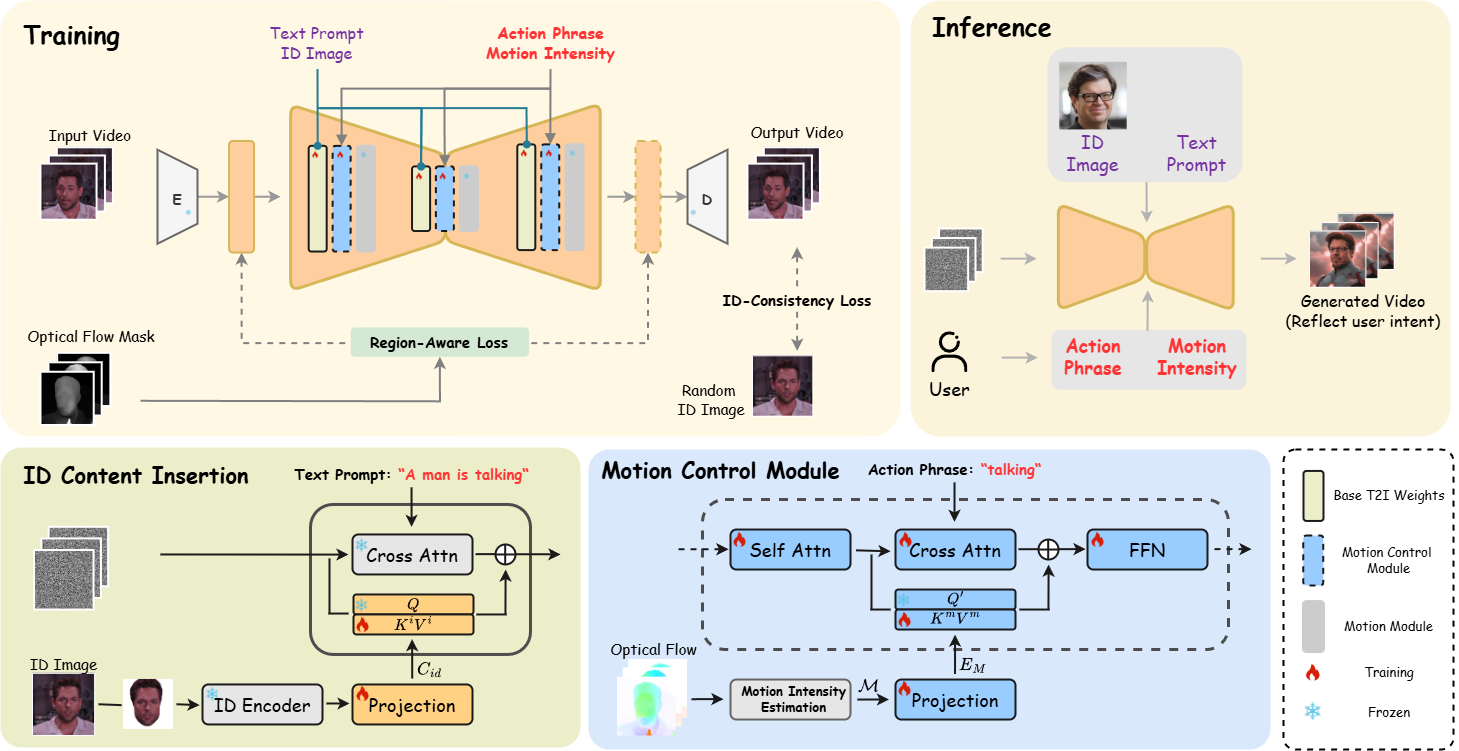 Training
Text Prompt
ID Image
Action Phrase
Motion Intensity
Input Video
E
D
Output Video
ID-Consistency Loss
Region-Aware Loss
Optical Flow Mask
Random
ID Image
Inference
ID
Image
Text
Prompt
Generated Video
(Reflect user intent)
User
Action
Phrase
Motion
Intensity
ID Content Insertion
Text Prompt: “A man is talking“
Cross Attn
Q
KⁱVⁱ
C_{id}
ID Image
ID Encoder
Projection
Motion Control Module
Action Phrase: “talking“
Self Attn
Cross Attn
FFN
Q′
KᵐVᵐ
E_M
Optical Flow
Motion Intensity
Estimation
ℳ
Projection
Base T2I Weights
Motion Control
Module
Motion Module
Training
Frozen